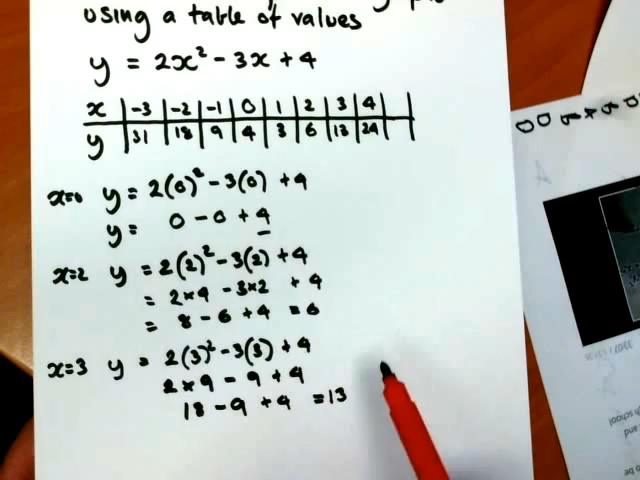 using a table of values
y = 2x² - 3x + 4
x | -3 | -2 | -1 | 0 | 1 | 2 | 3 | 4
y | 31 | 18 | 9 | 4 | 3 | 6 | 13 | 24
x=0 y = 2(0)² - 3(0) + 4
y = 0 - 0 + 4
x=2 y = 2(2)² - 3(2) + 4
= 2×4 - 3×2 + 4
= 8 - 6 + 4 = 6
x=3 y = 2(3)² - 3(3) + 4
2×9 - 9 + 4
18 - 9 + 4 = 13